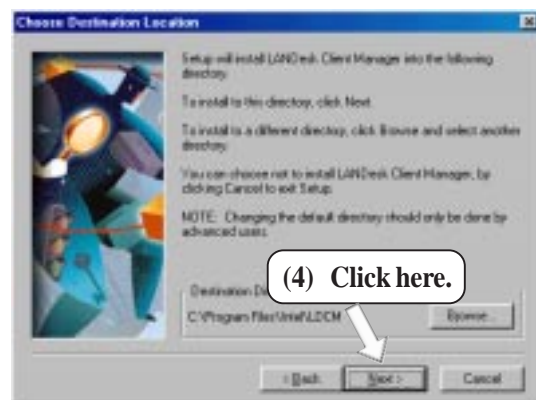 Choose Destination Location
Setup will install LANDesk Client Manager into the following
directory.
To install to this directory, click Next.
To install to a different directory, click Browse and select another
directory.
You can choose not to install LANDesk Client Manager, by
clicking Cancel to exit Setup.
NOTE: Changing the default directory should only be done by
advanced users.
(4) Click here.
Destination
C:\Program Files\Intel\LDCM
Browse...
< Back
Next >
Cancel